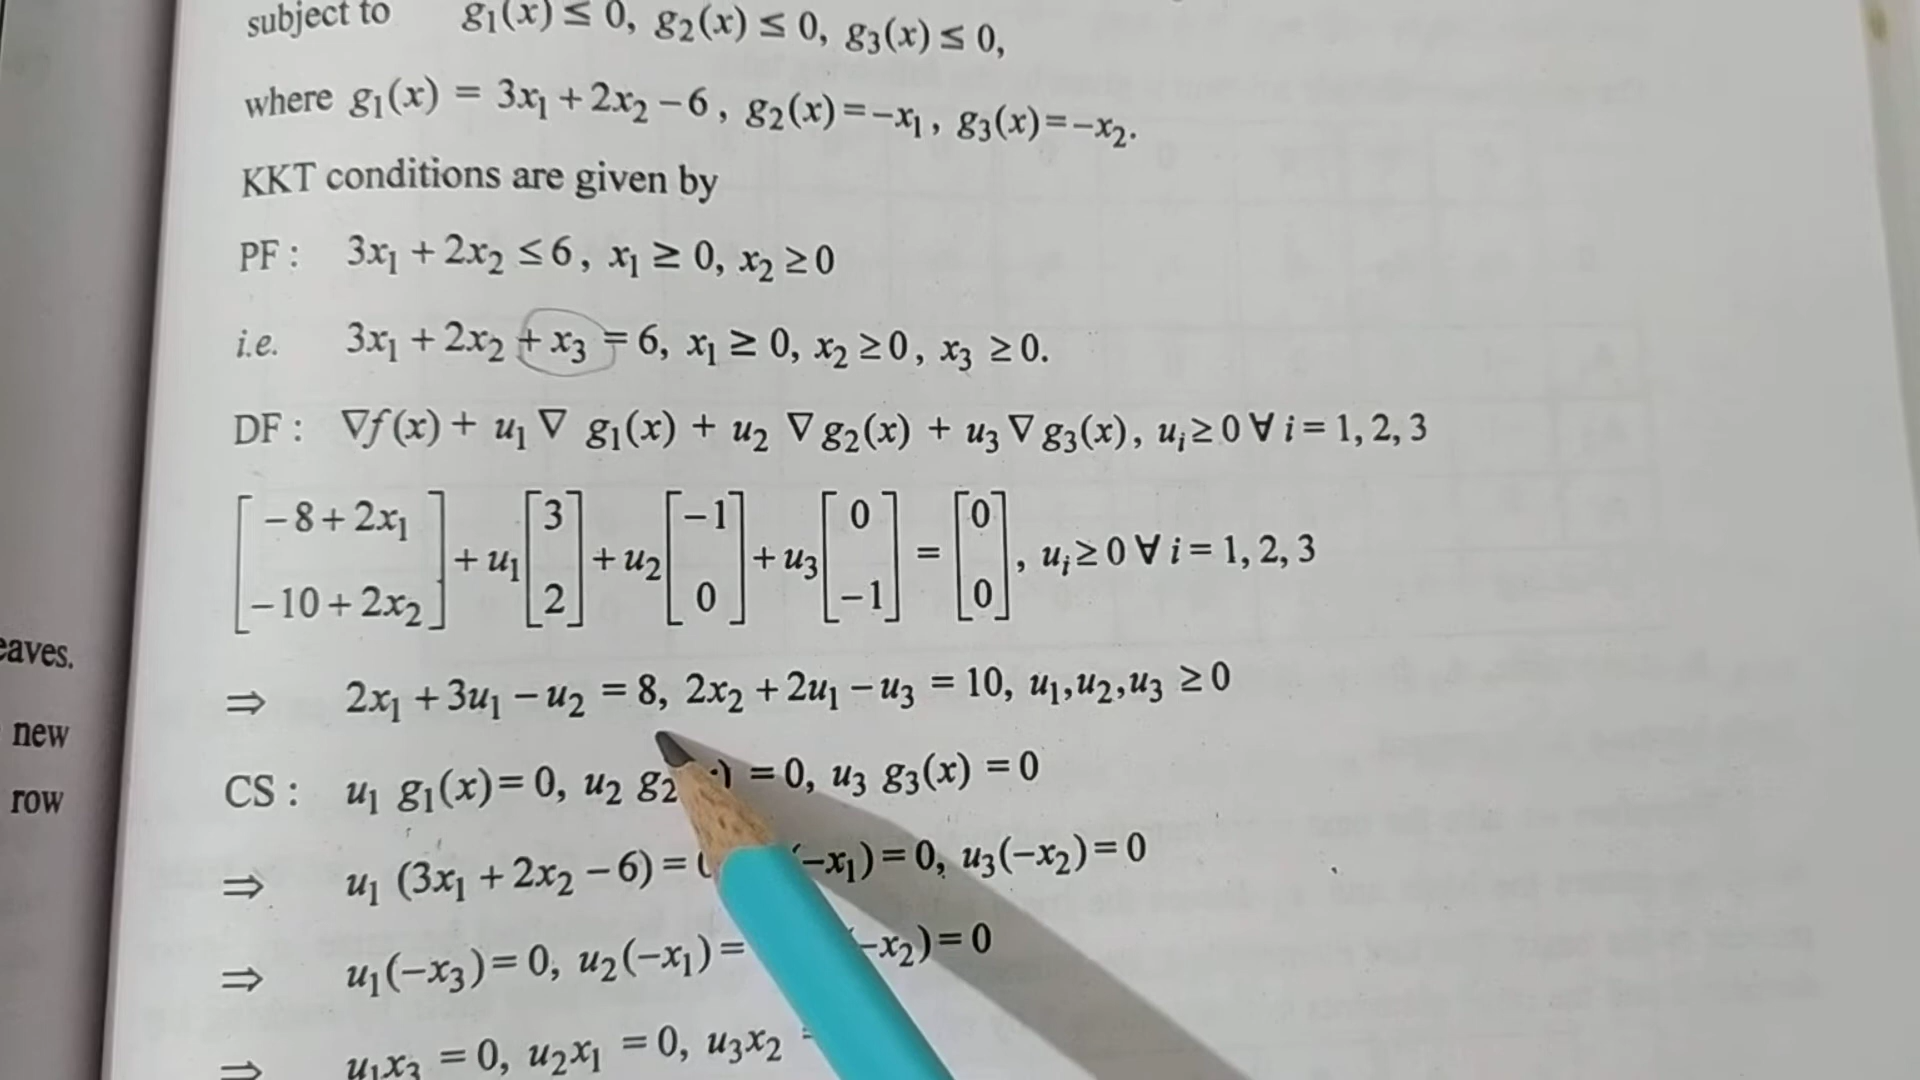 subject to g₁(x) ≤ 0, g₂(x) ≤ 0, g₃(x) ≤ 0,
where g₁(x) = 3x₁ + 2x₂ − 6, g₂(x) = −x₁, g₃(x) = −x₂.
KKT conditions are given by
PF : 3x₁ + 2x₂ ≤ 6, x₁ ≥ 0, x₂ ≥ 0
i.e. 3x₁ + 2x₂ + x₃ = 6, x₁ ≥ 0, x₂ ≥ 0, x₃ ≥ 0.
DF : ∇f(x) + u₁ ∇ g₁(x) + u₂ ∇ g₂(x) + u₃ ∇ g₃(x), uᵢ ≥ 0 ∀ i = 1, 2, 3
[−8 + 2x₁; −10 + 2x₂] + u₁ [3; 2] + u₂ [−1; 0] + u₃ [0; −1] = [0; 0], uᵢ ≥ 0 ∀ i = 1, 2, 3
⇒ 2x₁ + 3u₁ − u₂ = 8, 2x₂ + 2u₁ − u₃ = 10, u₁, u₂, u₃ ≥ 0
CS : u₁ g₁(x) = 0, u₂ g₂ ) = 0, u₃ g₃(x) = 0
⇒ u₁ (3x₁ + 2x₂ − 6) = (−x₁) = 0, u₃(−x₂) = 0
⇒ u₁(−x₃) = 0, u₂(−x₁) = −x₂) = 0
⇒ u₁x₃ = 0, u₂x₁ = 0, u₃x₂
new
row